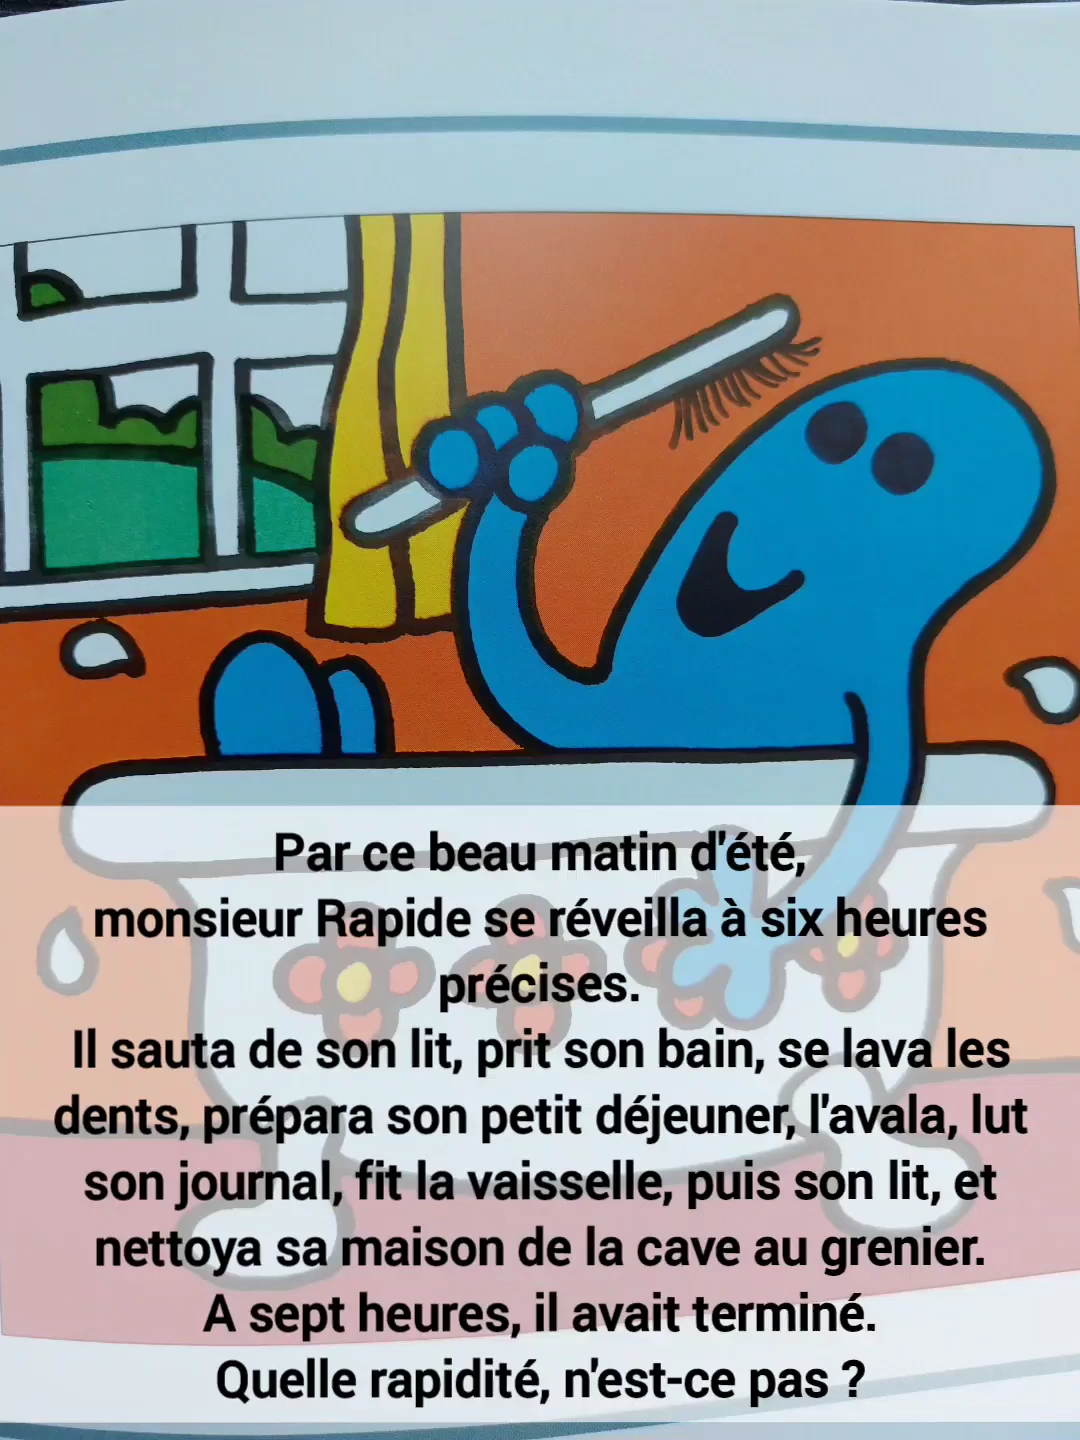 Par ce beau matin d'été,
monsieur Rapide se réveilla à six heures
précises.
Il sauta de son lit, prit son bain, se lava les
dents, prépara son petit déjeuner, l'avala, lut
son journal, fit la vaisselle, puis son lit, et
nettoya sa maison de la cave au grenier.
A sept heures, il avait terminé.
Quelle rapidité, n'est-ce pas ?